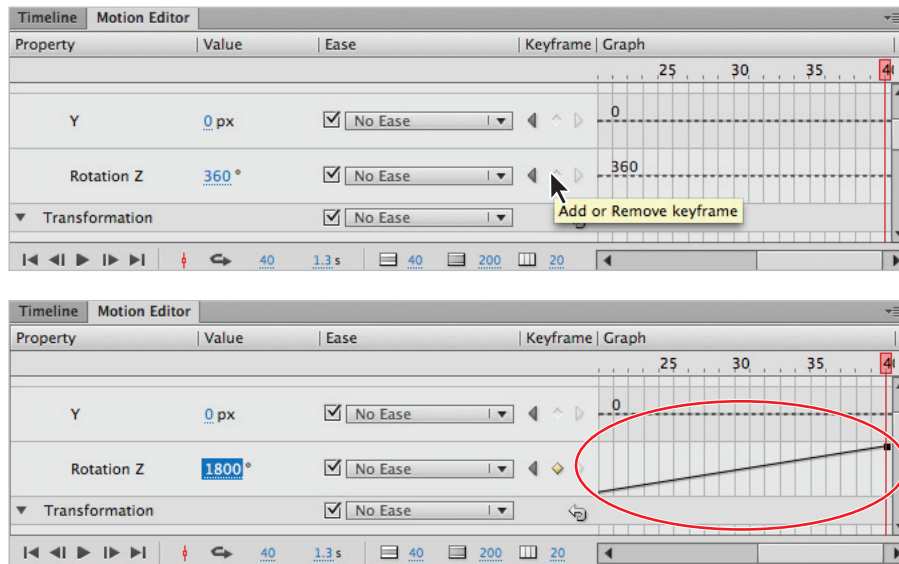 Timeline Motion Editor
Property Value Ease Keyframe Graph
25 30 35 40
Y 0 px No Ease 0
Rotation Z 360 ° No Ease 360
Add or Remove keyframe
Transformation No Ease
40 1.3 s 40 200 20
Timeline Motion Editor
Property Value Ease Keyframe Graph
25 30 35 4
Y 0 px No Ease 0
Rotation Z 1800 ° No Ease
Transformation No Ease
40 1.3 s 40 200 20